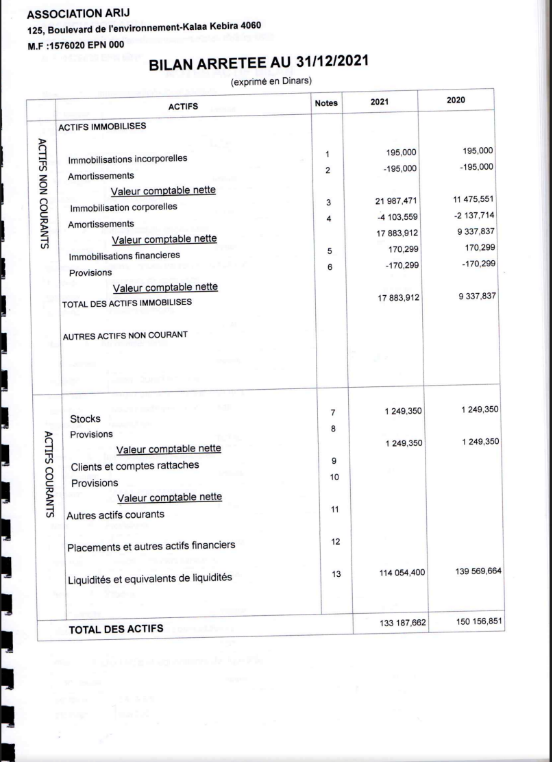 ASSOCIATION ARIJ
125, Boulevard de l'environnement-Kalaa Kebira 4060
M.F :1576020 EPN 000
BILAN ARRETEE AU 31/12/2021
(exprimé en Dinars)
ACTIFS Notes 2021 2020
ACTIFS NON COURANTS
ACTIFS IMMOBILISES
Immobilisations incorporelles 1 195,000 195,000
Amortissements 2 -195,000 -195,000
Valeur comptable nette
Immobilisation corporelles 3 21 987,471 11 475,551
Amortissements 4 -4 103,559 -2 137,714
Valeur comptable nette 17 883,912 9 337,837
Immobilisations financieres 5 170,299 170,299
Provisions 6 -170,299 -170,299
Valeur comptable nette
TOTAL DES ACTIFS IMMOBILISES 17 883,912 9 337,837
AUTRES ACTIFS NON COURANT
ACTIFS COURANTS
Stocks 7 1 249,350 1 249,350
Provisions 8
Valeur comptable nette 1 249,350 1 249,350
Clients et comptes rattaches 9
Provisions 10
Valeur comptable nette
Autres actifs courants 11
Placements et autres actifs financiers 12
Liquidités et equivalents de liquidités 13 114 054,400 139 569,664
TOTAL DES ACTIFS 133 187,662 150 156,851